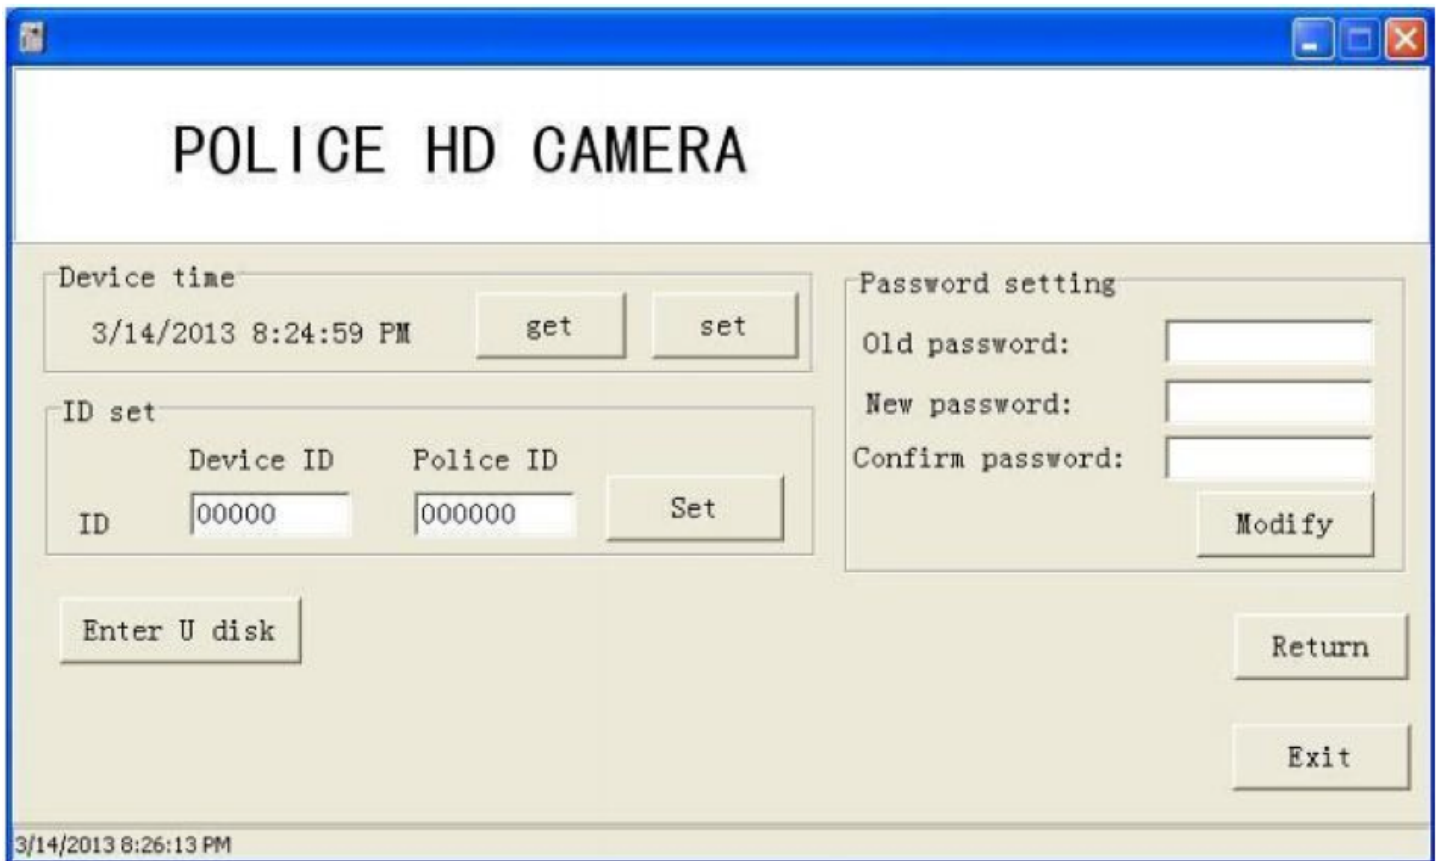 POLICE HD CAMERA
Device time
3/14/2013 8:24:59 PM
get
set
ID set
Device ID
Police ID
ID
00000
000000
Set
Enter U disk
Password setting
Old password:
New password:
Confirm password:
Modify
Return
Exit
3/14/2013 8:26:13 PM